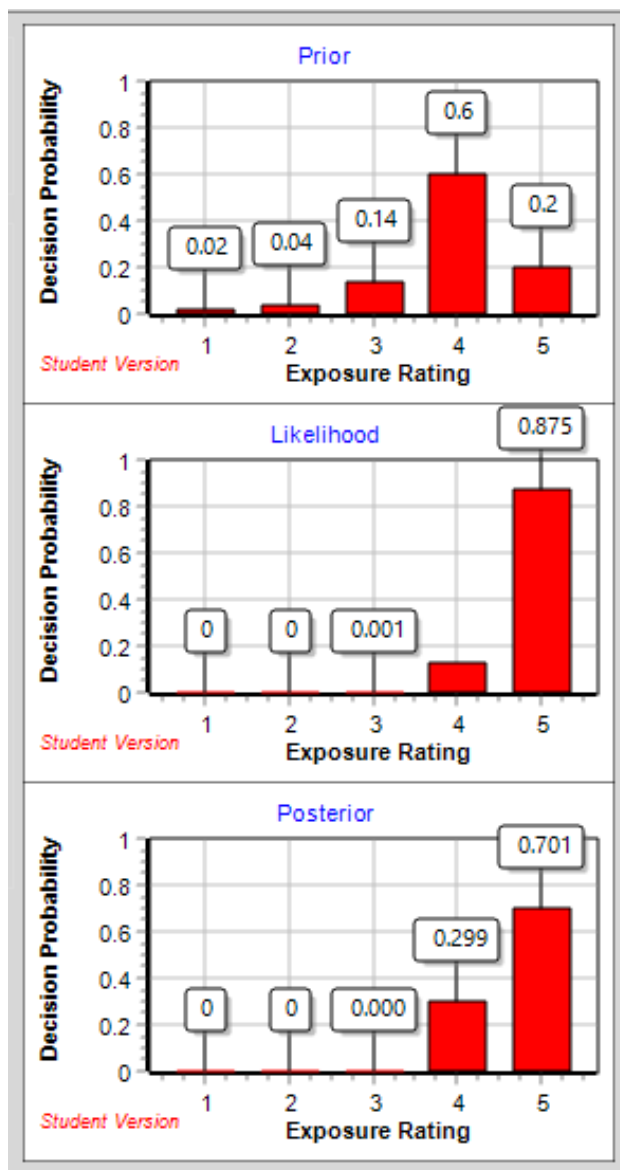 Prior
Decision Probability
1
0.8
0.6
0.4
0.2
0
0.02
0.04
0.14
0.6
0.2
1 2 3 4 5
Exposure Rating
Student Version
Likelihood
Decision Probability
1
0.8
0.6
0.4
0.2
0
0
0
0.001
0.875
1 2 3 4 5
Exposure Rating
Student Version
Posterior
Decision Probability
1
0.8
0.6
0.4
0.2
0
0
0
0.000
0.299
0.701
1 2 3 4 5
Exposure Rating
Student Version